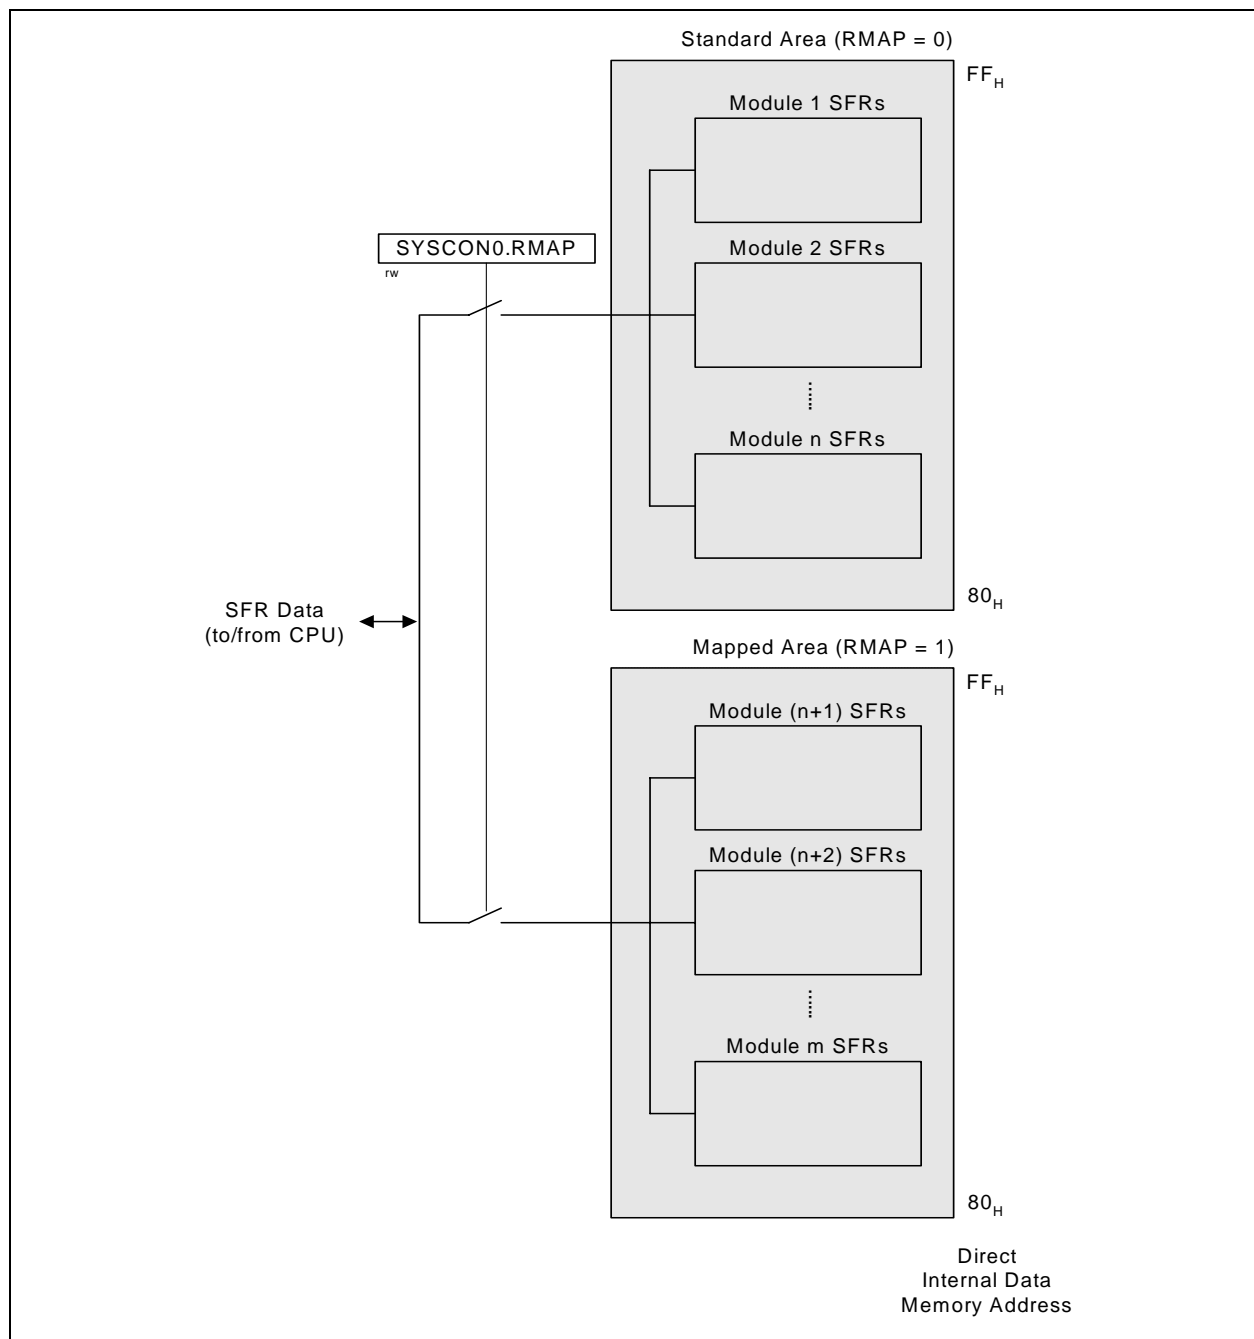 Standard Area (RMAP = 0)
FFH
Module 1 SFRs
SYSCON0.RMAP
rw
Module 2 SFRs
Module n SFRs
80H
SFR Data
(to/from CPU)
Mapped Area (RMAP = 1)
FFH
Module (n+1) SFRs
Module (n+2) SFRs
Module m SFRs
80H
Direct
Internal Data
Memory Address